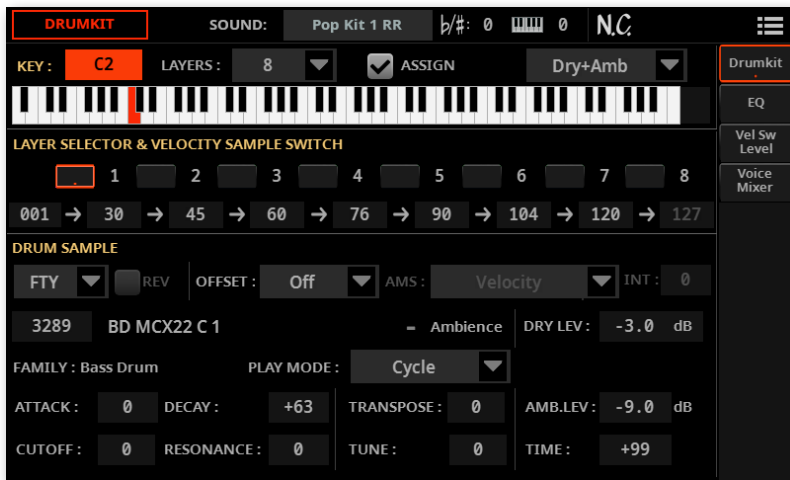 DRUMKIT SOUND: Pop Kit 1 RR ♭/#: 0 0 N.C.
KEY : C2 LAYERS : 8 ASSIGN Dry+Amb Drumkit
EQ
LAYER SELECTOR & VELOCITY SAMPLE SWITCH Vel Sw
Level
1 2 3 4 5 6 7 8 Voice
Mixer
001 → 30 → 45 → 60 → 76 → 90 → 104 → 120 → 127
DRUM SAMPLE
FTY REV OFFSET : Off AMS : Velocity INT : 0
3289 BD MCX22 C 1 - Ambience DRY LEV : -3.0 dB
FAMILY : Bass Drum PLAY MODE : Cycle
ATTACK : 0 DECAY : +63 TRANSPOSE : 0 AMB.LEV : -9.0 dB
CUTOFF : 0 RESONANCE : 0 TUNE : 0 TIME : +99